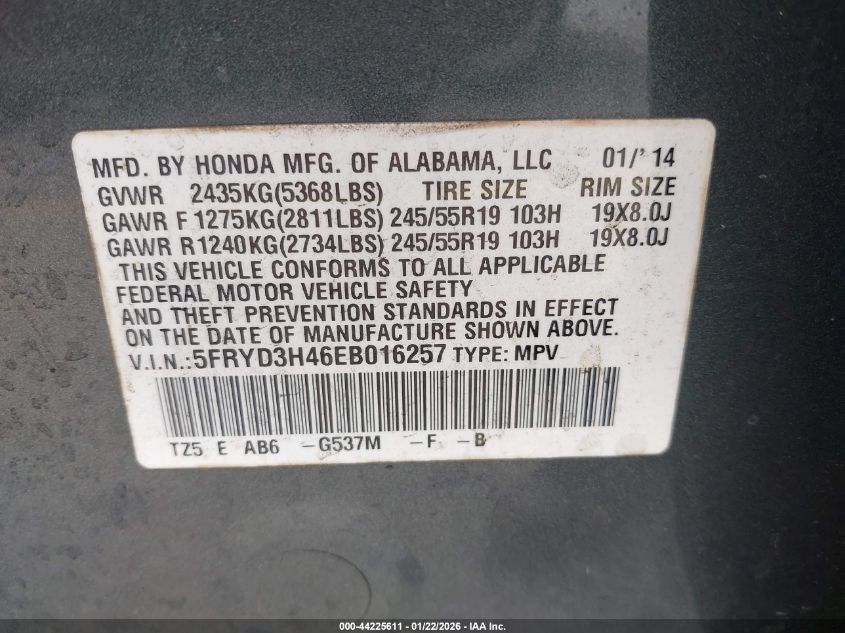 MFD. BY HONDA MFG. OF ALABAMA, LLC 01/'14
GVWR 2435KG(5368LBS) TIRE SIZE RIM SIZE
GAWR F 1275KG(2811LBS) 245/55R19 103H 19X8.0J
GAWR R1240KG(2734LBS) 245/55R19 103H 19X8.0J
THIS VEHICLE CONFORMS TO ALL APPLICABLE
FEDERAL MOTOR VEHICLE SAFETY
AND THEFT PREVENTION STANDARDS IN EFFECT
ON THE DATE OF MANUFACTURE SHOWN ABOVE.
V.I.N.:5FRYD3H46EB016257 TYPE: MPV
TZ5 E AB6 -G537M -F -B
000-44225611 - 01/22/2026 - IAA Inc.